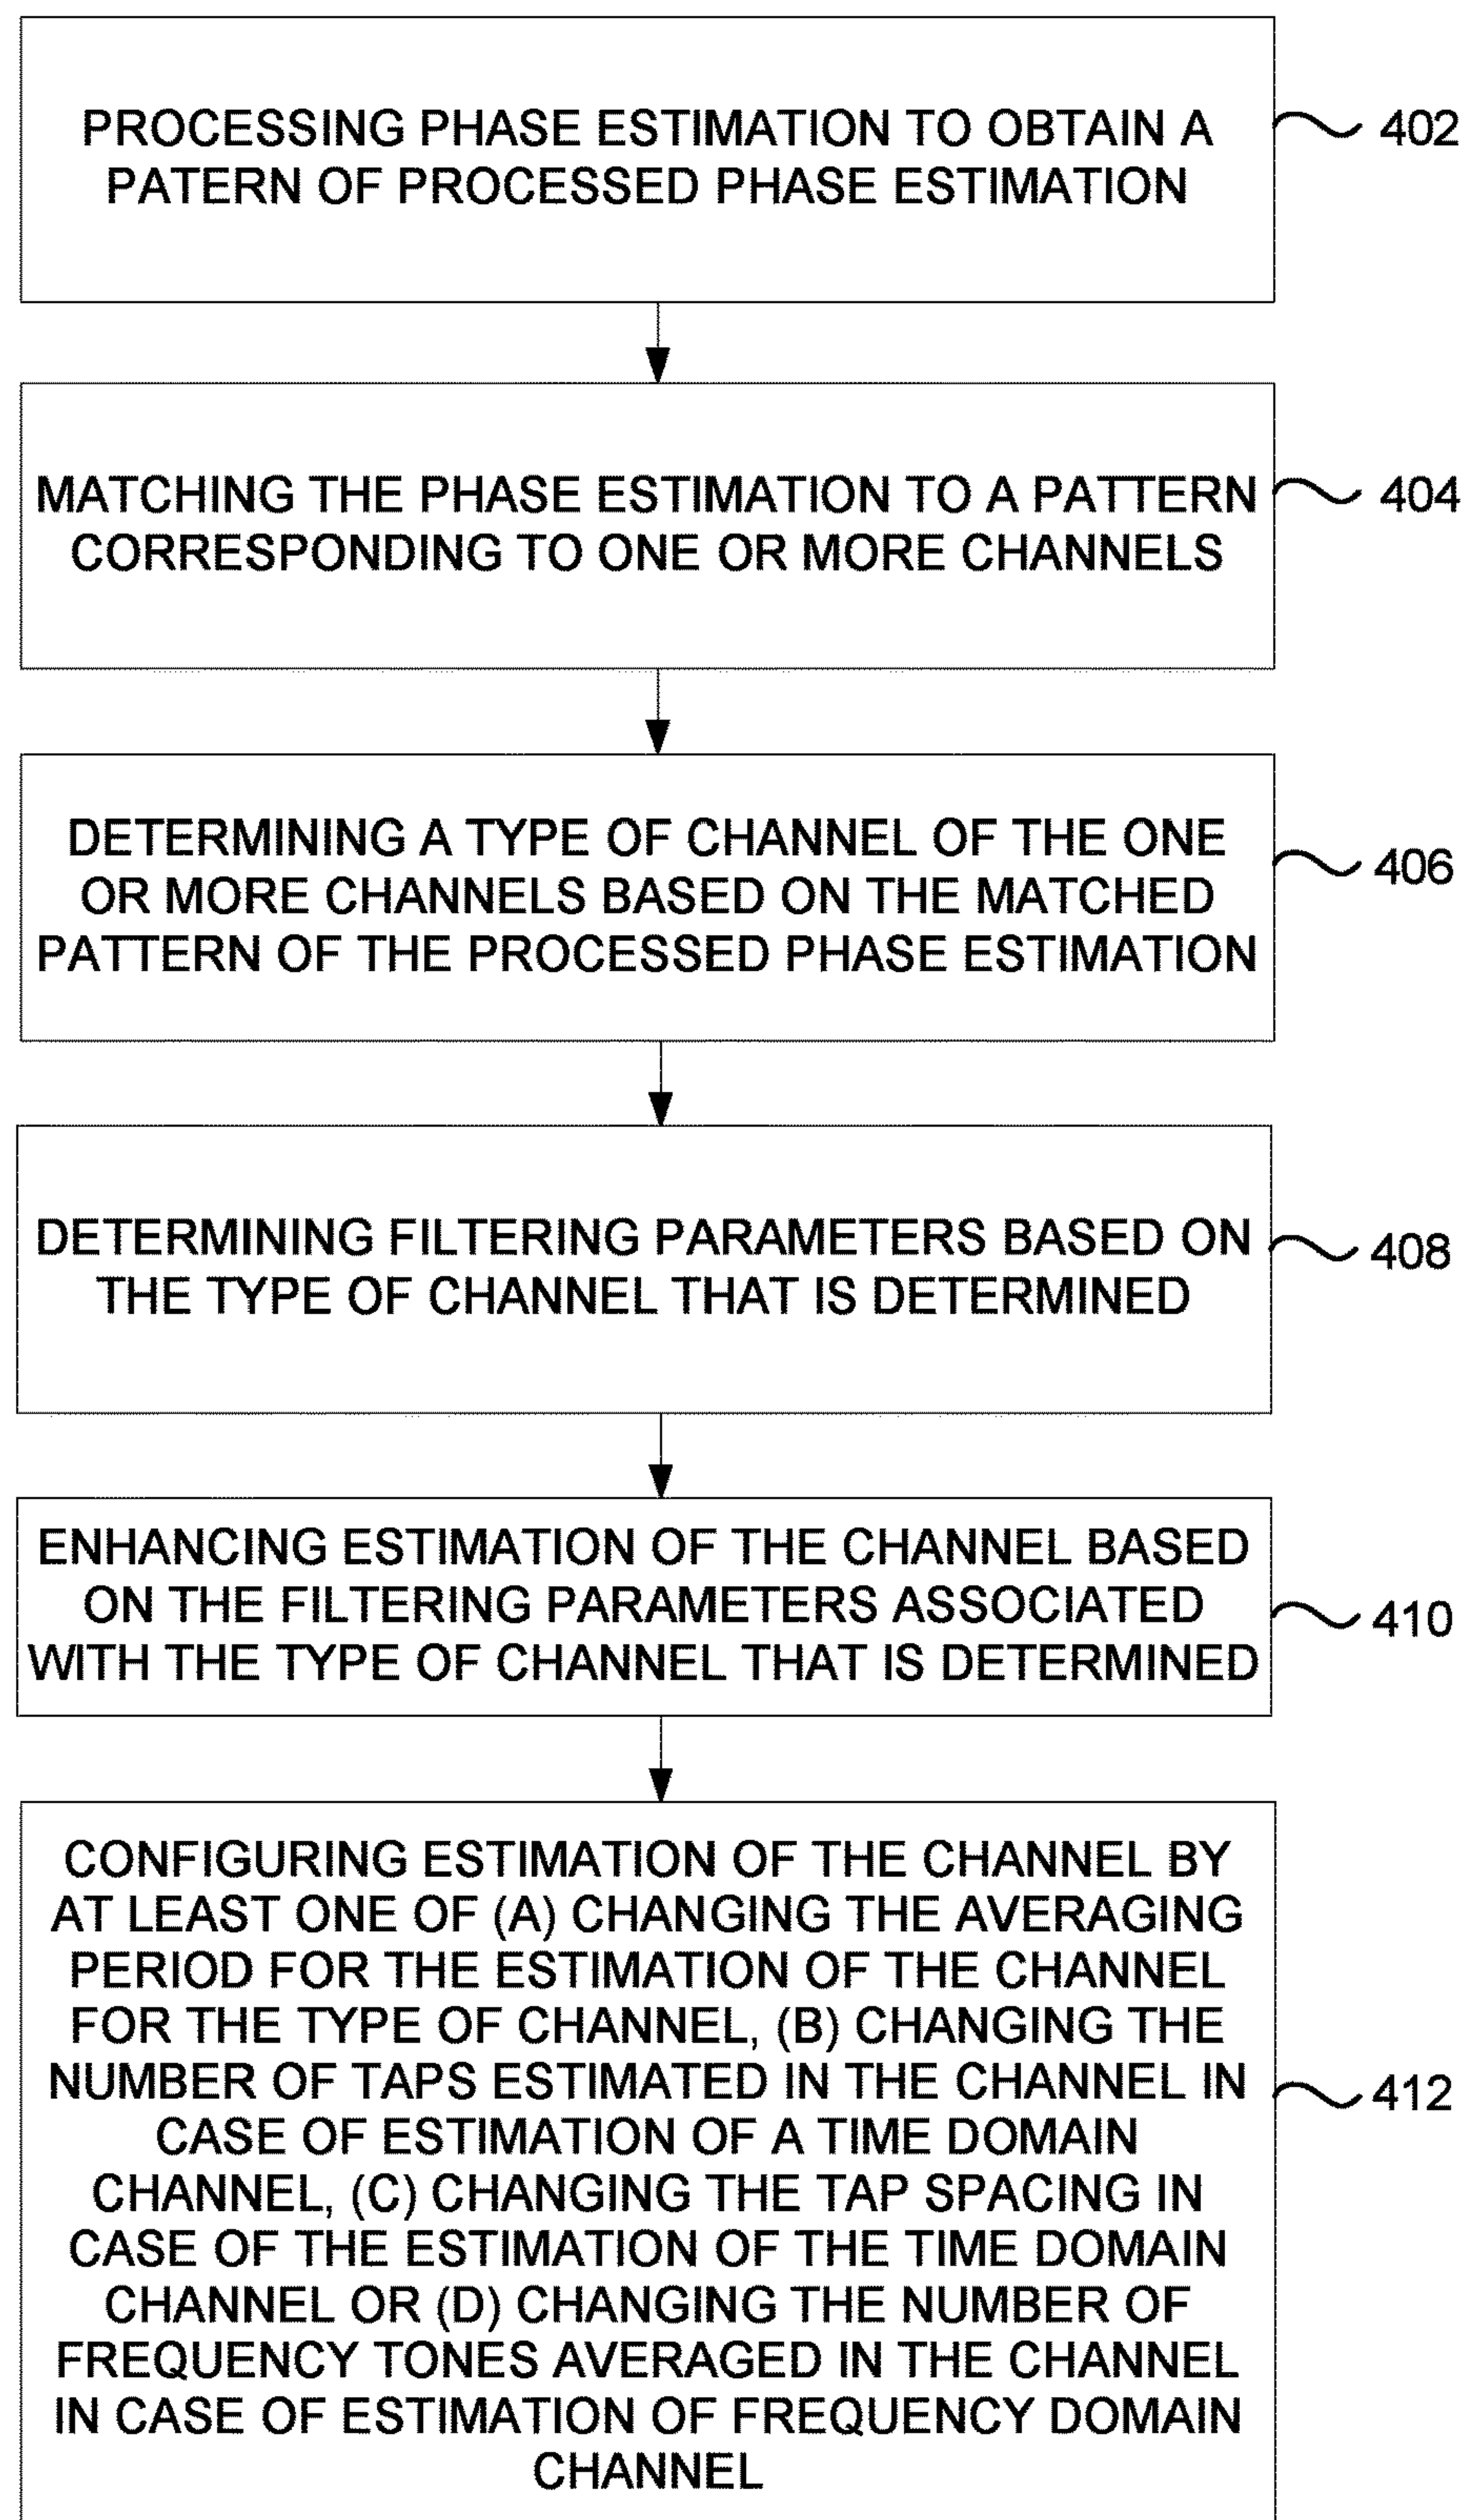 PROCESSING PHASE ESTIMATION TO OBTAIN A
PATERN OF PROCESSED PHASE ESTIMATION
402
MATCHING THE PHASE ESTIMATION TO A PATTERN
CORRESPONDING TO ONE OR MORE CHANNELS
404
DETERMINING A TYPE OF CHANNEL OF THE ONE
OR MORE CHANNELS BASED ON THE MATCHED
PATTERN OF THE PROCESSED PHASE ESTIMATION
406
DETERMINING FILTERING PARAMETERS BASED ON
THE TYPE OF CHANNEL THAT IS DETERMINED
408
ENHANCING ESTIMATION OF THE CHANNEL BASED
ON THE FILTERING PARAMETERS ASSOCIATED
WITH THE TYPE OF CHANNEL THAT IS DETERMINED
410
CONFIGURING ESTIMATION OF THE CHANNEL BY
AT LEAST ONE OF (A) CHANGING THE AVERAGING
PERIOD FOR THE ESTIMATION OF THE CHANNEL
FOR THE TYPE OF CHANNEL, (B) CHANGING THE
NUMBER OF TAPS ESTIMATED IN THE CHANNEL IN
CASE OF ESTIMATION OF A TIME DOMAIN
CHANNEL, (C) CHANGING THE TAP SPACING IN
CASE OF THE ESTIMATION OF THE TIME DOMAIN
CHANNEL OR (D) CHANGING THE NUMBER OF
FREQUENCY TONES AVERAGED IN THE CHANNEL
IN CASE OF ESTIMATION OF FREQUENCY DOMAIN
CHANNEL
412